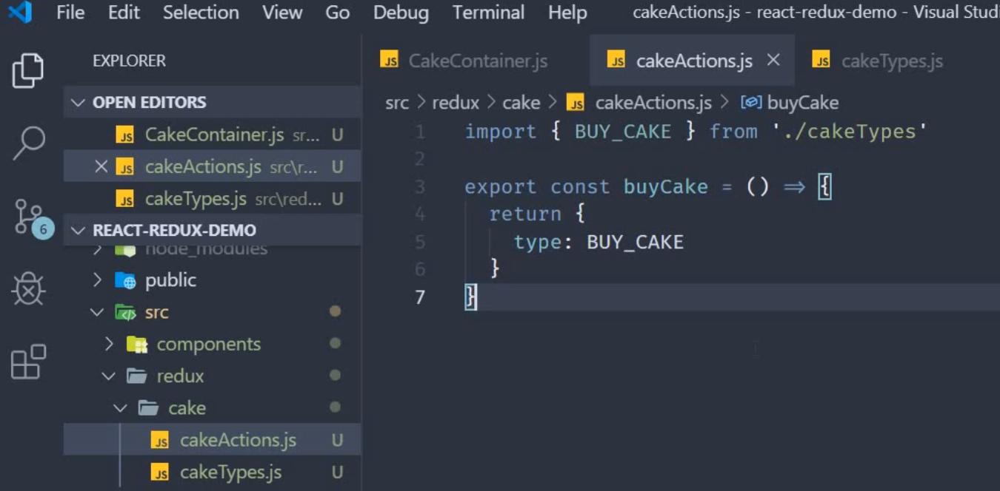 File Edit Selection View Go Debug Terminal Help cakeActions.js - react-redux-demo - Visual Studi
EXPLORER
JS CakeContainer.js
JS cakeActions.js
JS cakeTypes.js
OPEN EDITORS
src > redux > cake > JS cakeActions.js > buyCake
JS CakeContainer.js sr... U
JS cakeActions.js src\r... U
JS cakeTypes.js src\red... U
6
REACT-REDUX-DEMO
node_modules
public
src
components
redux
cake
JS cakeActions.js U
JS cakeTypes.js U
1 import { BUY_CAKE } from './cakeTypes'
2
3 export const buyCake = () => {
4 return {
5 type: BUY_CAKE
6 }
7 }